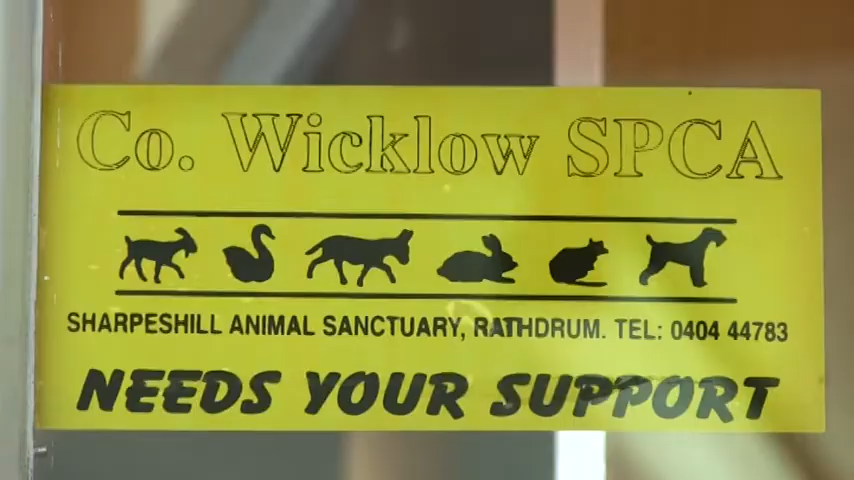 Co. Wicklow SPCA
SHARPESHILL ANIMAL SANCTUARY, RATHDRUM. TEL: 0404 44783
NEEDS YOUR SUPPORT